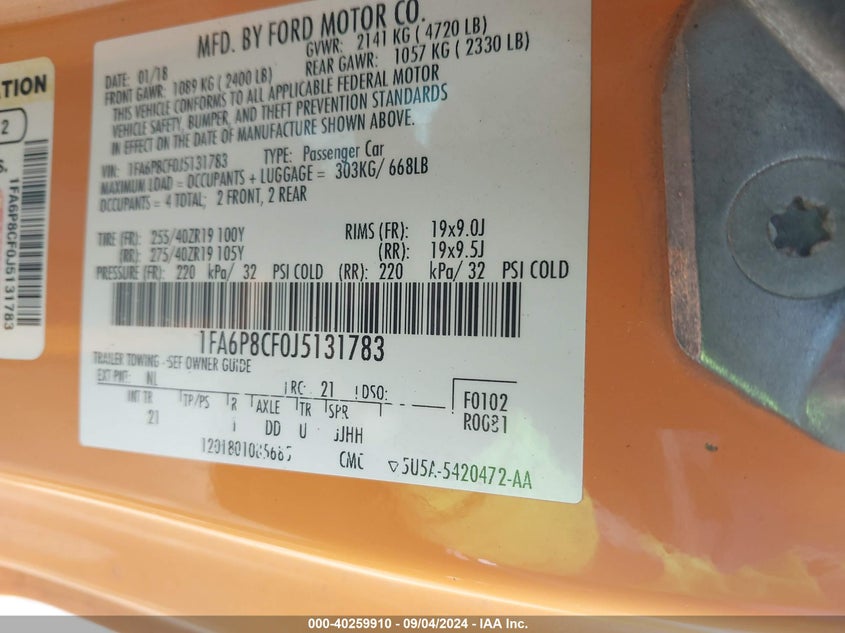 MFD. BY FORD MOTOR CO.
DATE: 01/18 GVWR: 2141 KG ( 4720 LB)
FRONT GAWR: 1089 KG ( 2400 LB) REAR GAWR: 1057 KG ( 2330 LB)
THIS VEHICLE CONFORMS TO ALL APPLICABLE FEDERAL MOTOR
VEHICLE SAFETY, BUMPER, AND THEFT PREVENTION STANDARDS
IN EFFECT ON THE DATE OF MANUFACTURE SHOWN ABOVE.
VIN: 1FA6P8CF0J5131783 TYPE: Passenger Car
MAXIMUM LOAD = OCCUPANTS + LUGGAGE = 303KG/ 668LB
OCCUPANTS = 4 TOTAL; 2 FRONT, 2 REAR
TIRE (FR): 255/40ZR19 100Y RIMS (FR): 19x9.0J
(RR): 275/40ZR19 105Y (RR): 19x9.5J
PRESSURE (FR): 220 kPa/ 32 PSI COLD (RR): 220 kPa/ 32 PSI COLD
1FA6P8CF0J5131783
TRAILER TOWING - SEE OWNER GUIDE
EXT PNT: NL RC: 21 DSO: F0102
INT TR TP/PS R AXLE TR SPR R0081
21 DD U JJHH
CMC 5U5A-5420472-AA
2
S. 1FA6P8CF0J5131783
000-40259910 - 09/04/2024 - IAA Inc.